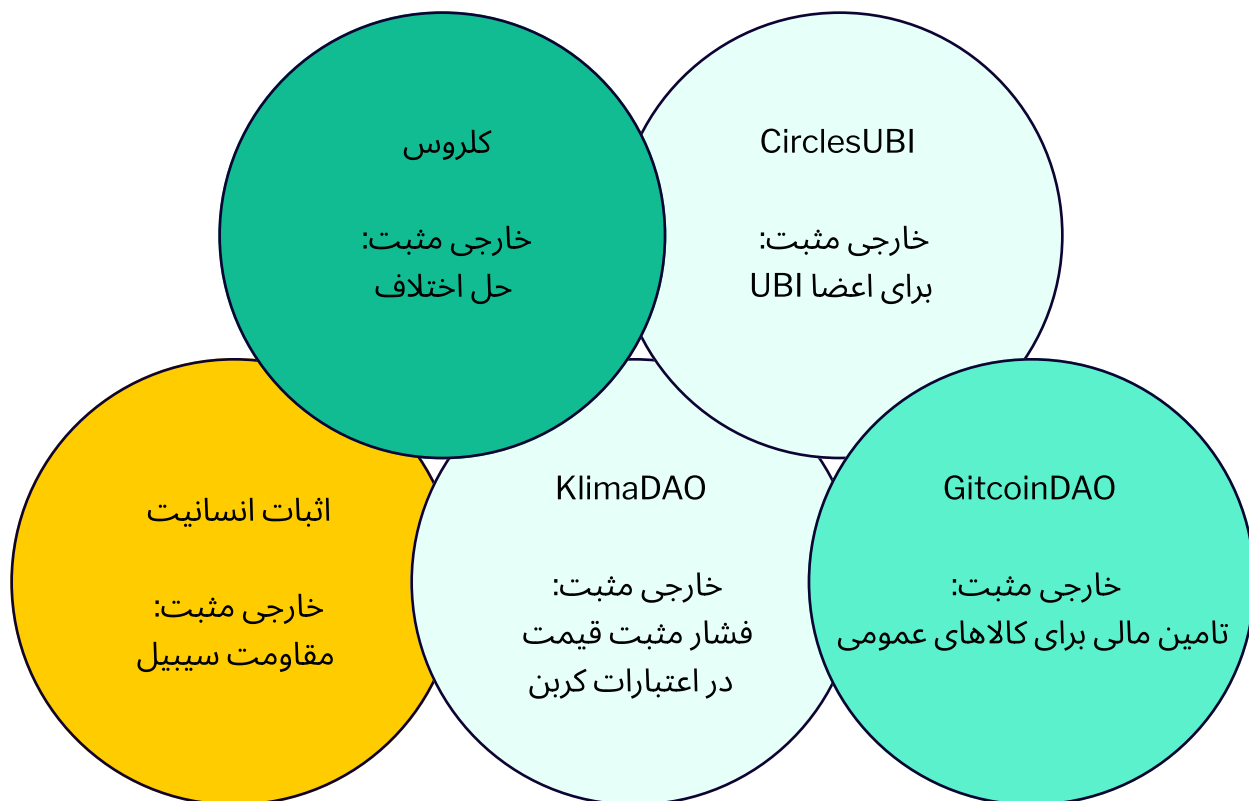 کلروس
خارجی مثبت:
حل اختلاف
CirclesUBI
خارجی مثبت:
برای اعضا UBI
اثبات انسانیت
خارجی مثبت:
مقاومت سیبیل
KlimaDAO
خارجی مثبت:
فشار مثبت قیمت
در اعتبارات کربن
GitcoinDAO
خارجی مثبت:
تامین مالی برای کالاهای عمومی